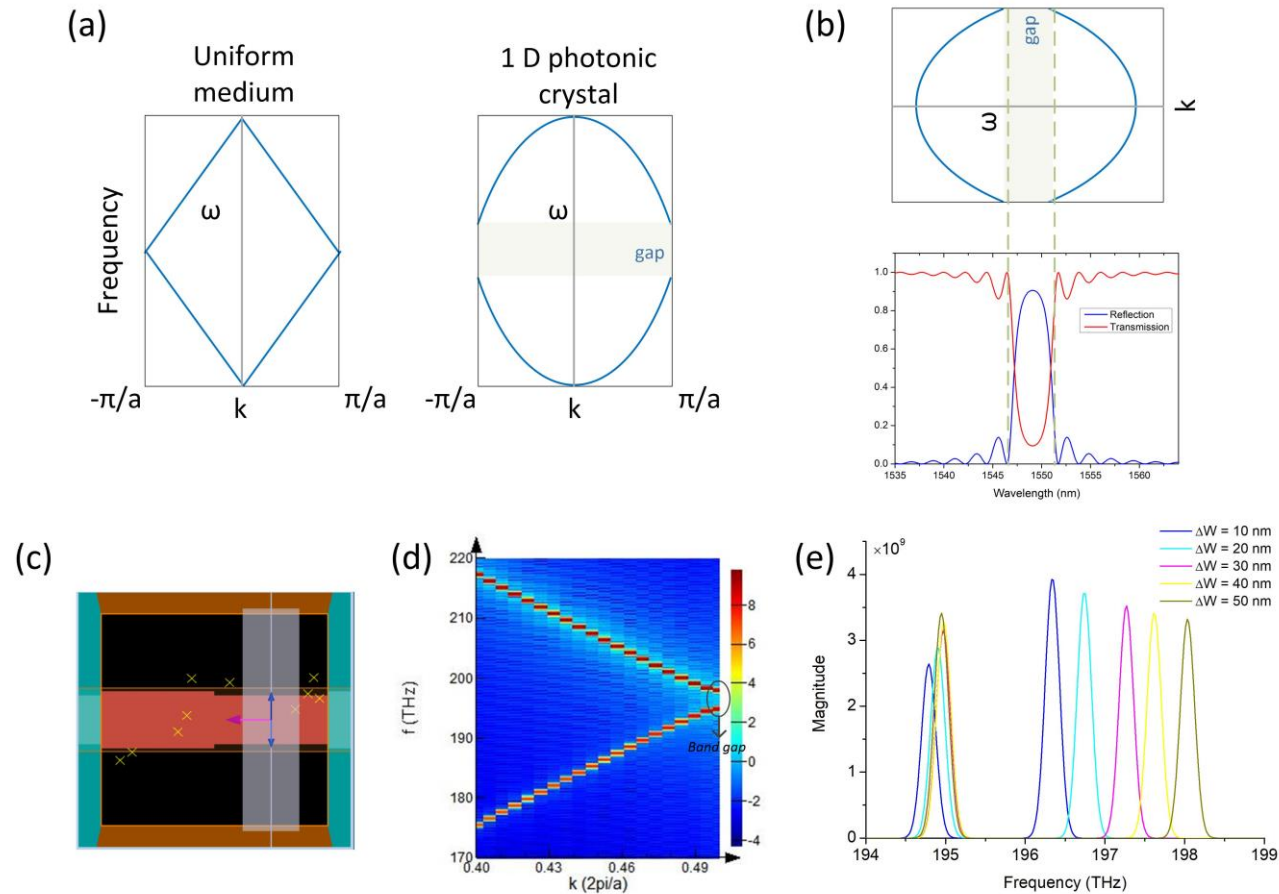 (a)
Uniform
medium
1 D photonic
crystal
Frequency
ω
ω
gap
-π/a
k
π/a
-π/a
k
π/a
(b)
gap
ω
k
1.0
0.8
0.6
0.4
0.2
0.0
Reflection
Transmission
1535
1540
1545
1550
1555
1560
Wavelength (nm)
(c)
(d)
220
210
200
190
180
170
f (THz)
0.40
0.43
0.46
0.49
k (2pi/a)
Band gap
8
6
4
2
0
-2
-4
(e)
×10⁹
4
3
2
1
0
Magnitude
194
195
196
197
198
199
Frequency (THz)
ΔW = 10 nm
ΔW = 20 nm
ΔW = 30 nm
ΔW = 40 nm
ΔW = 50 nm